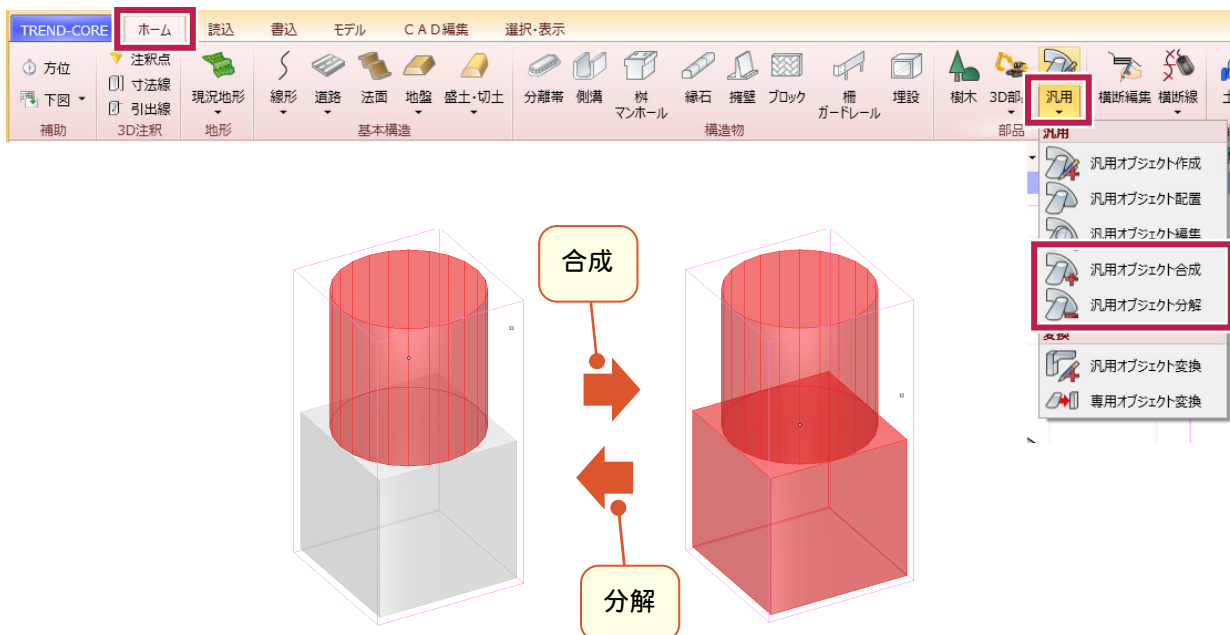 TREND-CORE ホーム 読込 書込 モデル CAD編集 選択・表示
方位
下図
補助
注釈点
寸法線
引出線
3D注釈
現況地形
地形
線形 道路 法面 地盤 盛土・切土
基本構造
分離帯 側溝 桝 マンホール 縁石 擁壁 ブロック 柵 ガードレール 埋設
構造物
樹木 汎用
部品
横断編集 横断線
汎用
汎用オブジェクト作成
汎用オブジェクト配置
汎用オブジェクト編集
汎用オブジェクト合成
汎用オブジェクト分解
変換
汎用オブジェクト変換
専用オブジェクト変換
合成
分解